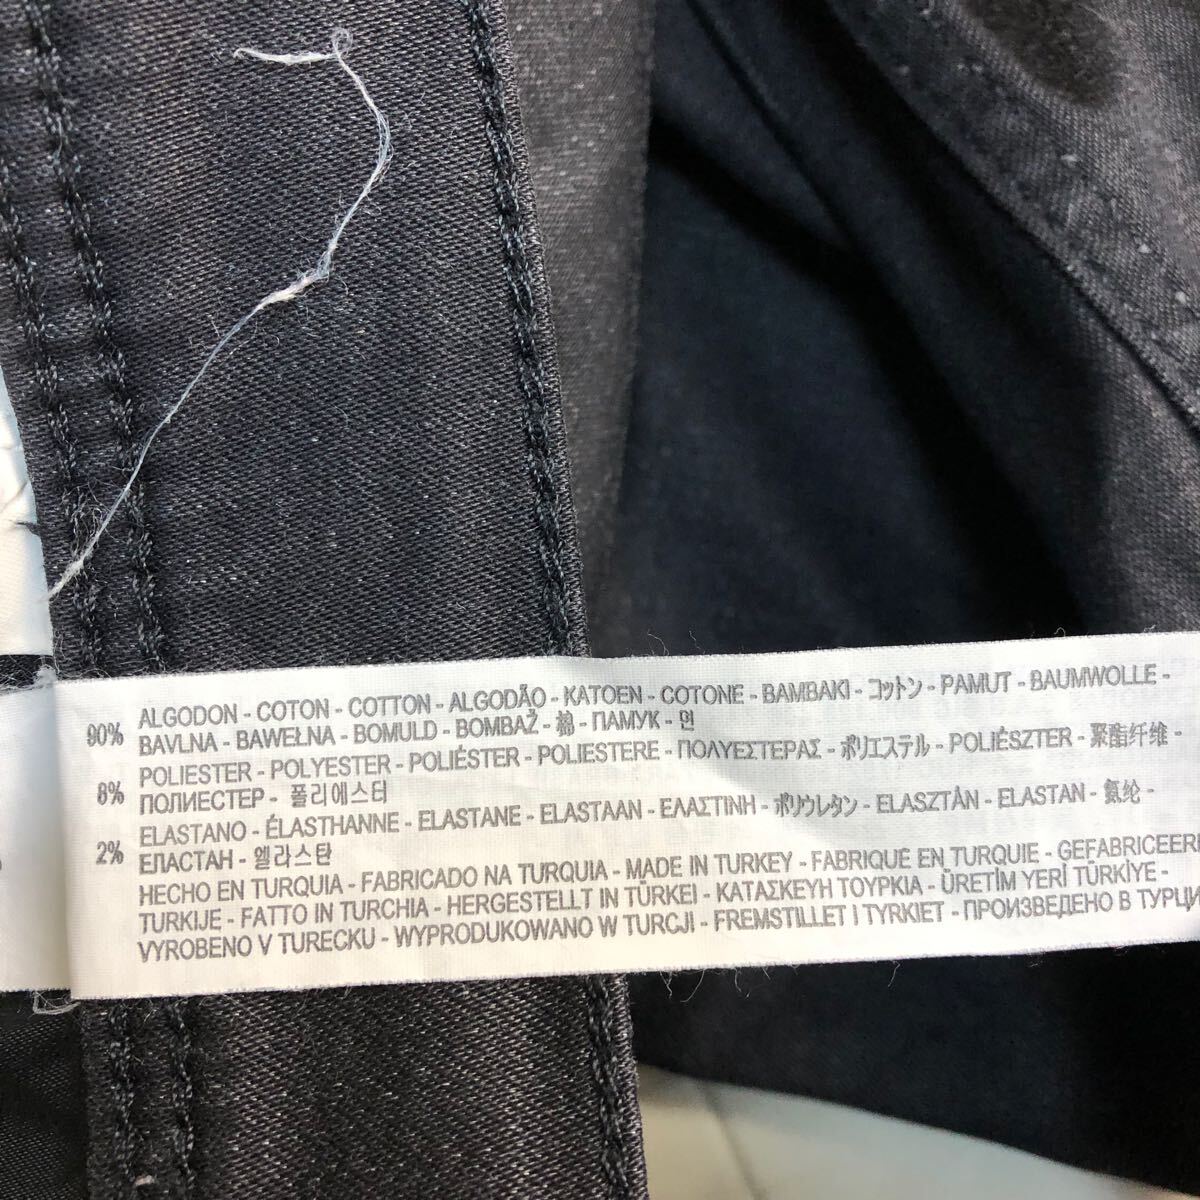 90% ALGODON - COTON - COTTON - ALGODÃO - KATOEN - COTONE - BAMBAKI - コットン - PAMUT - BAUMWOLLE -
BAVLNA - BAWEŁNA - BOMULD - BOMBAŽ - 棉 - ПАМУК - 면
8% POLIESTER - POLYESTER - POLIÉSTER - POLIESTERE - ΠΟΛΥΕΣΤΕΡΑΣ - ポリエステル - POLIÉSZTER - 聚酯纤维 -
ПОЛИЕСТЕР - 폴리에스터
2% ELASTANO - ÉLASTHANNE - ELASTANE - ELASTAAN - ΕΛΑΣΤΙΝΗ - ポリウレタン - ELASZTÁN - ELASTAN - 氨纶 -
ЕЛАСТАН - 엘라스탄
HECHO EN TURQUIA - FABRICADO NA TURQUIA - MADE IN TURKEY - FABRIQUE EN TURQUIE - GEFABRICEERD
TURKIJE - FATTO IN TURCHIA - HERGESTELLT IN TÜRKEI - ΚΑΤΑΣΚΕΥΗ ΤΟΥΡΚΙΑ - ÜRETİM YERİ TÜRKİYE -
VYROBENO V TURECKU - WYPRODUKOWANO W TURCJI - FREMSTILLET I TYRKIET - ПРОИЗВЕДЕНО В ТУРЦИ